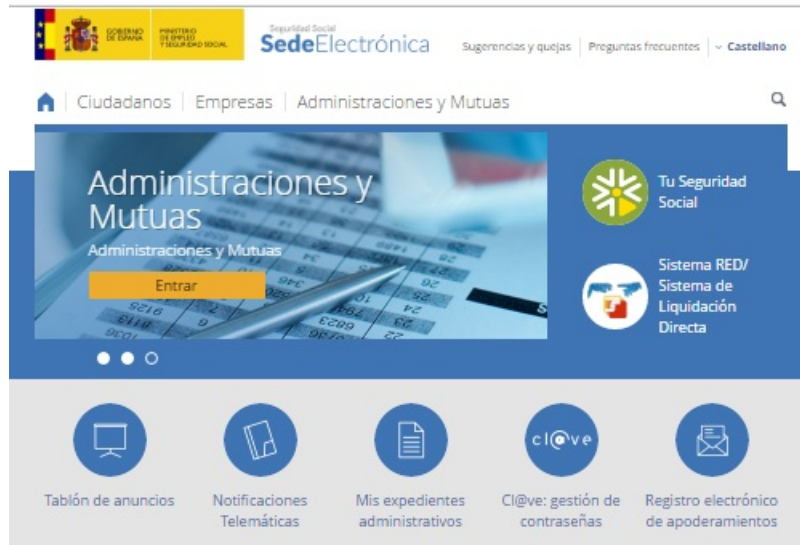 GOBIERNO
DE ESPAÑA
MINISTERIO
DE EMPLEO
Y SEGURIDAD SOCIAL
Seguridad Social
SedeElectrónica
Sugerencias y quejas
Preguntas frecuentes
Castellano
Ciudadanos
Empresas
Administraciones y Mutuas
Administraciones y
Mutuas
Administraciones y Mutuas
Entrar
Tu Seguridad
Social
Sistema RED/
Sistema de
Liquidación
Directa
cl@ve
Tablón de anuncios
Notificaciones
Telemáticas
Mis expedientes
administrativos
Cl@ve: gestión de
contraseñas
Registro electrónico
de apoderamientos